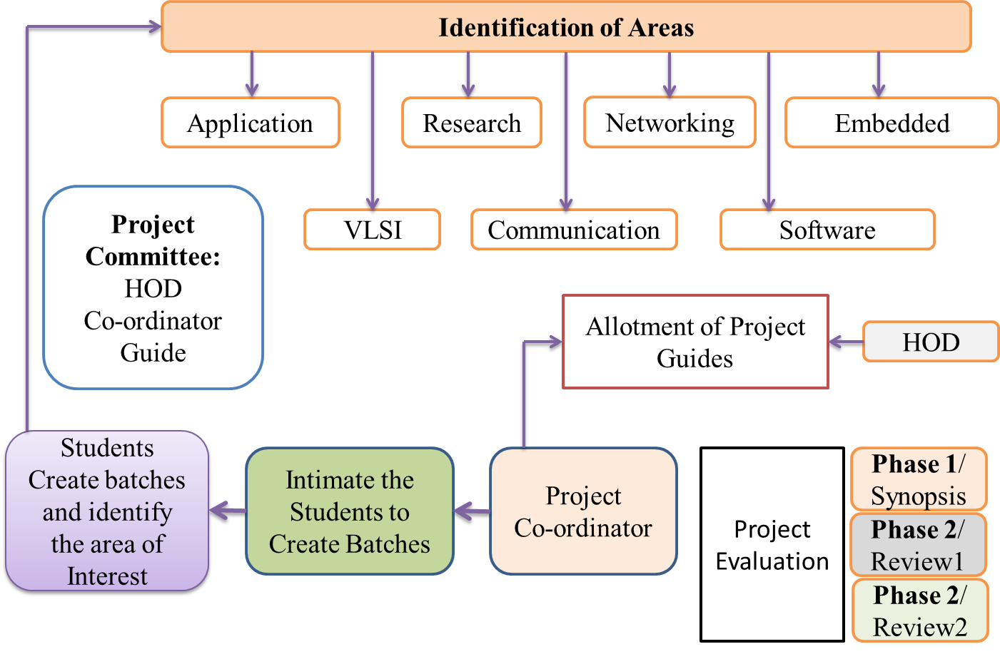 Identification of Areas
Application
Research
Networking
Embedded
VLSI
Communication
Software
Project
Committee:
HOD
Co-ordinator
Guide
Allotment of Project
Guides
HOD
Students
Create batches
and identify
the area of
Interest
Intimate the
Students to
Create Batches
Project
Co-ordinator
Project
Evaluation
Phase 1/
Synopsis
Phase 2/
Review1
Phase 2/
Review2